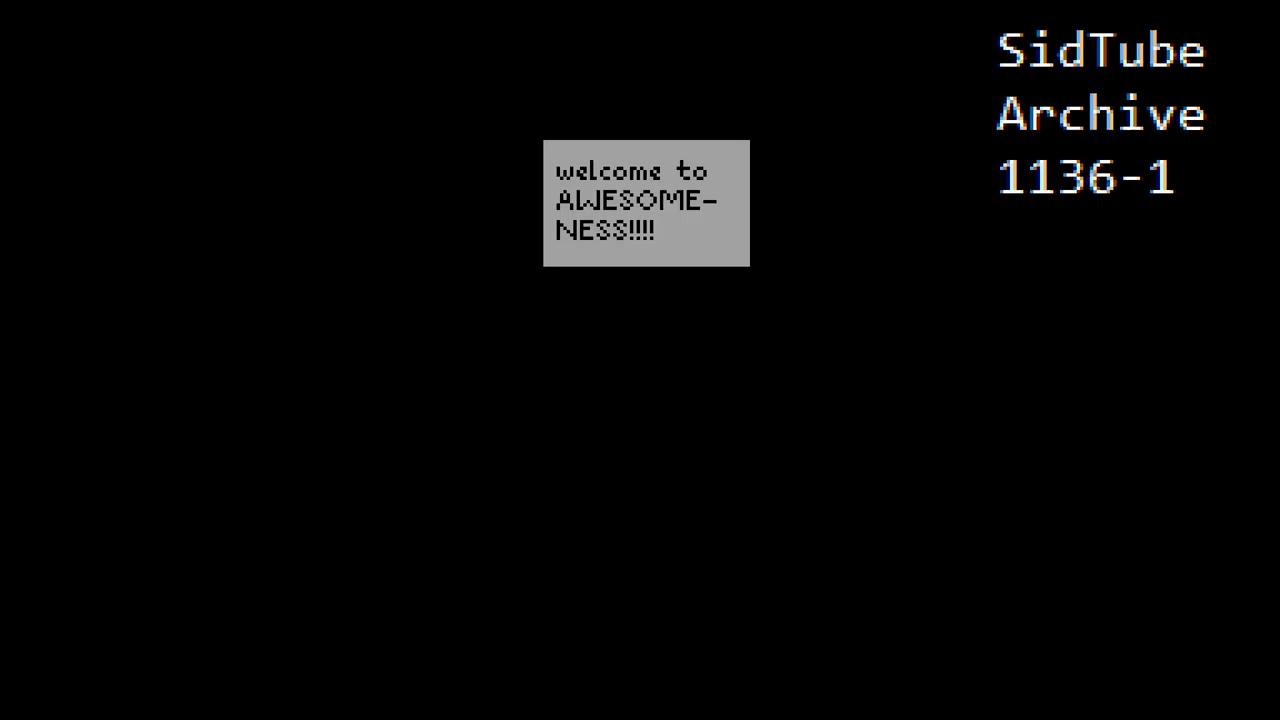 SidTube
Archive
1136-1
welcome to
AWESOME-
NESS!!!!